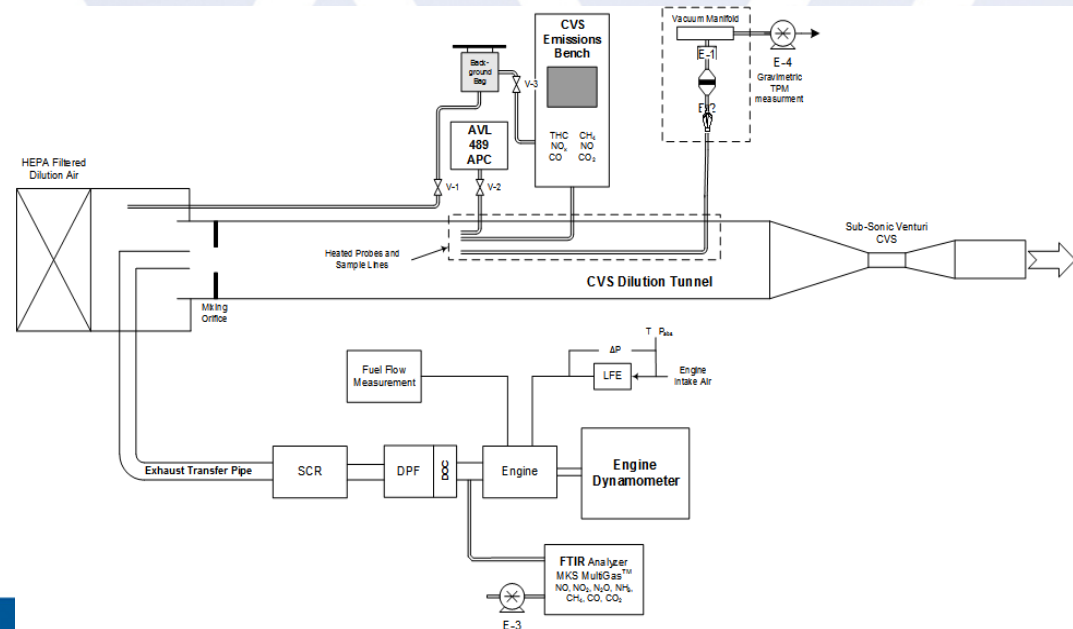 Vacuum Manifold
E-1
E-2
E-4
Gravimetric
TPM
measurment
CVS
Emissions
Bench
THC CH₄
NOₓ NO
CO CO₂
Back-
ground
Bag
V-3
AVL
489
APC
V-1
V-2
HEPA Filtered
Dilution Air
Heated Probes and
Sample Lines
CVS Dilution Tunnel
Sub-Sonic Venturi
CVS
Mixing
Orifice
Fuel Flow
Measurement
T Pabs
ΔP
LFE
Engine
Intake Air
Exhaust Transfer Pipe
SCR
DPF
DOC
Engine
Engine
Dynamometer
FTIR Analyzer
MKS MultiGas™
NO, NO₂, N₂O, NH₃,
CH₄, CO, CO₂
E-3